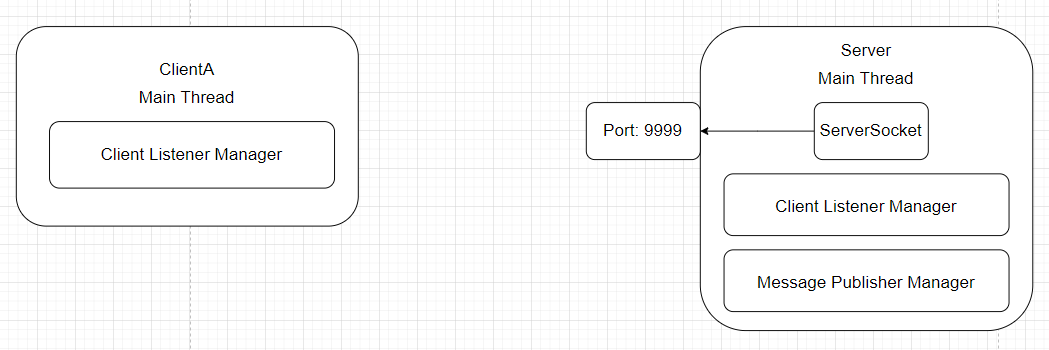 ClientA
Main Thread
Client Listener Manager
Server
Main Thread
Port: 9999
ServerSocket
Client Listener Manager
Message Publisher Manager